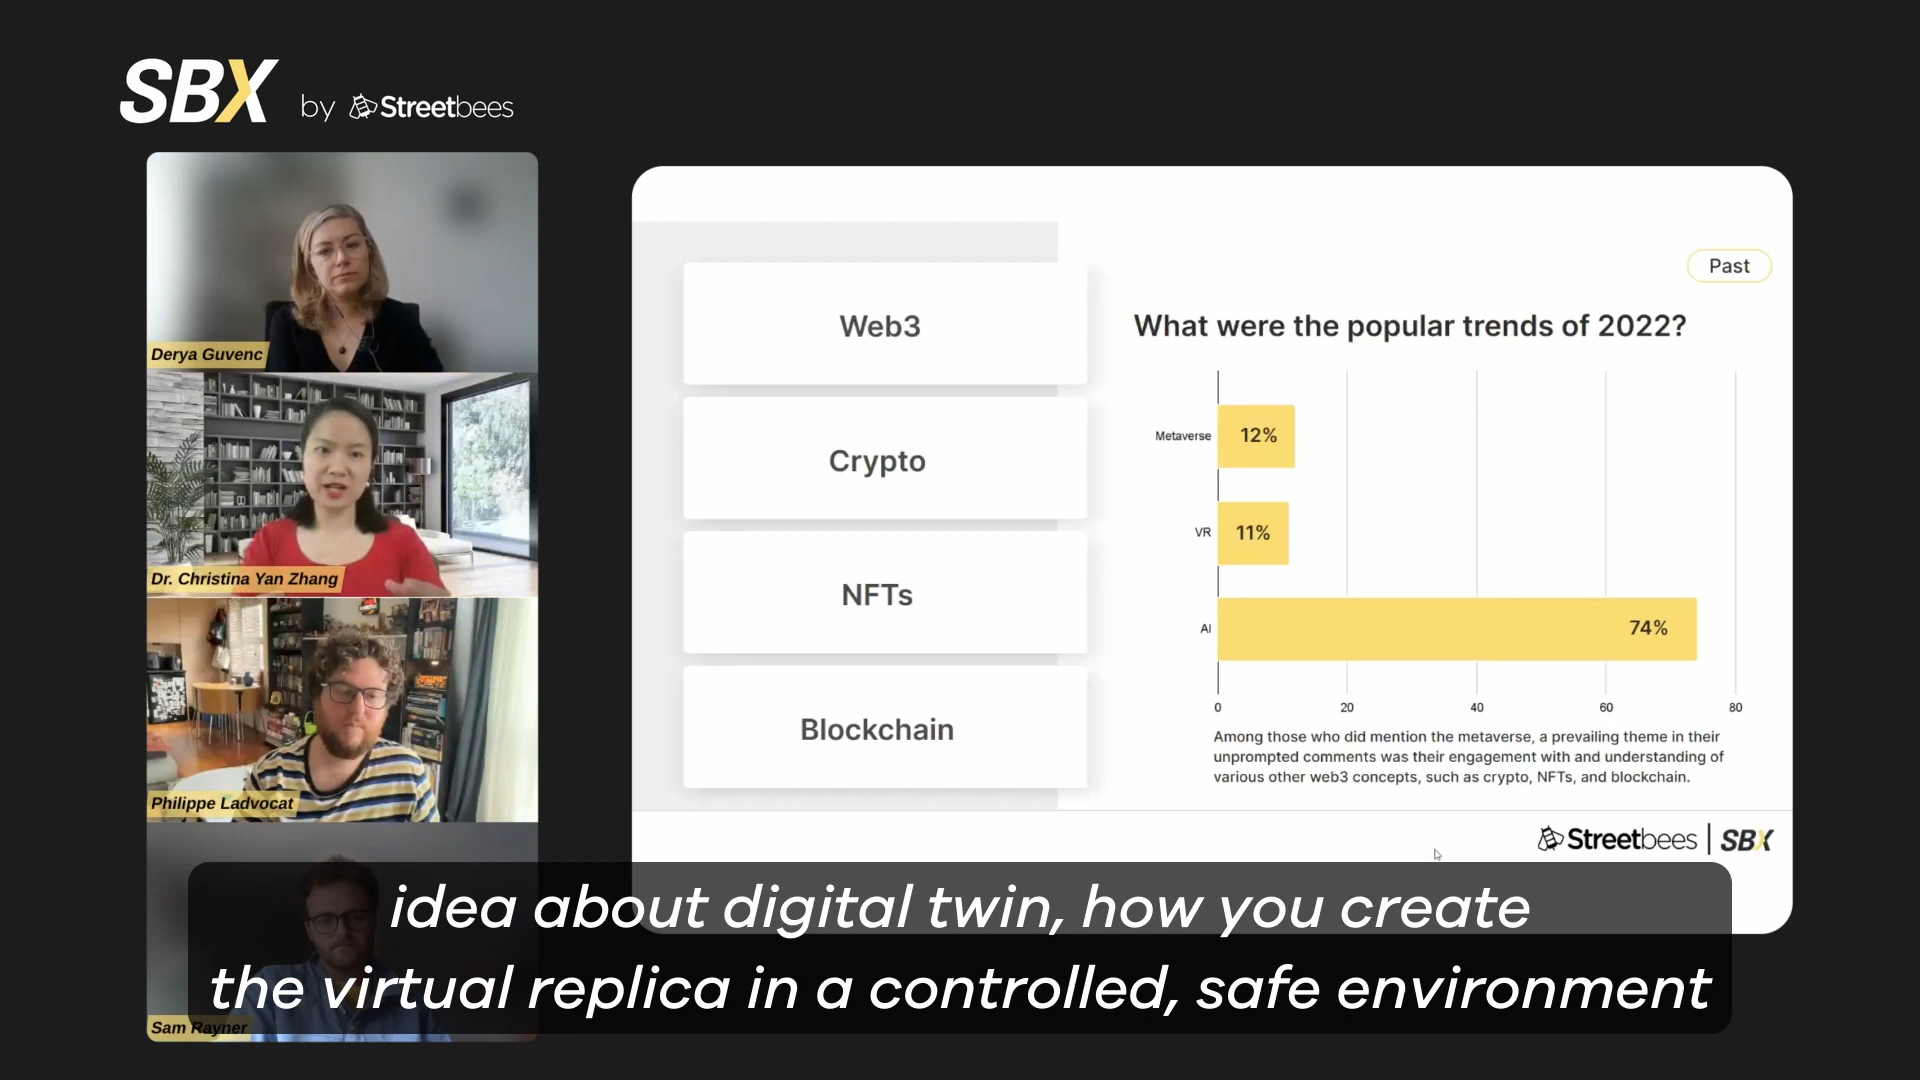 SBX by Streetbees
Derya Guvenc
Dr. Christina Yan Zhang
Philippe Ladvocat
Sam Rayner
Web3
Crypto
NFTs
Blockchain
Past
What were the popular trends of 2022?
Metaverse 12%
VR 11%
AI 74%
0 20 40 60 80
Among those who did mention the metaverse, a prevailing theme in their
unprompted comments was their engagement with and understanding of
various other web3 concepts, such as crypto, NFTs, and blockchain.
Streetbees | SBX
idea about digital twin, how you create
the virtual replica in a controlled, safe environment